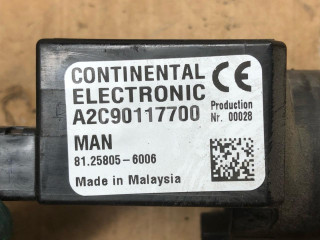 CONTINENTAL
ELECTRONIC
CE
A2C90117700
Production
Nr. 00028
MAN
81.25805-6006
Made in Malaysia